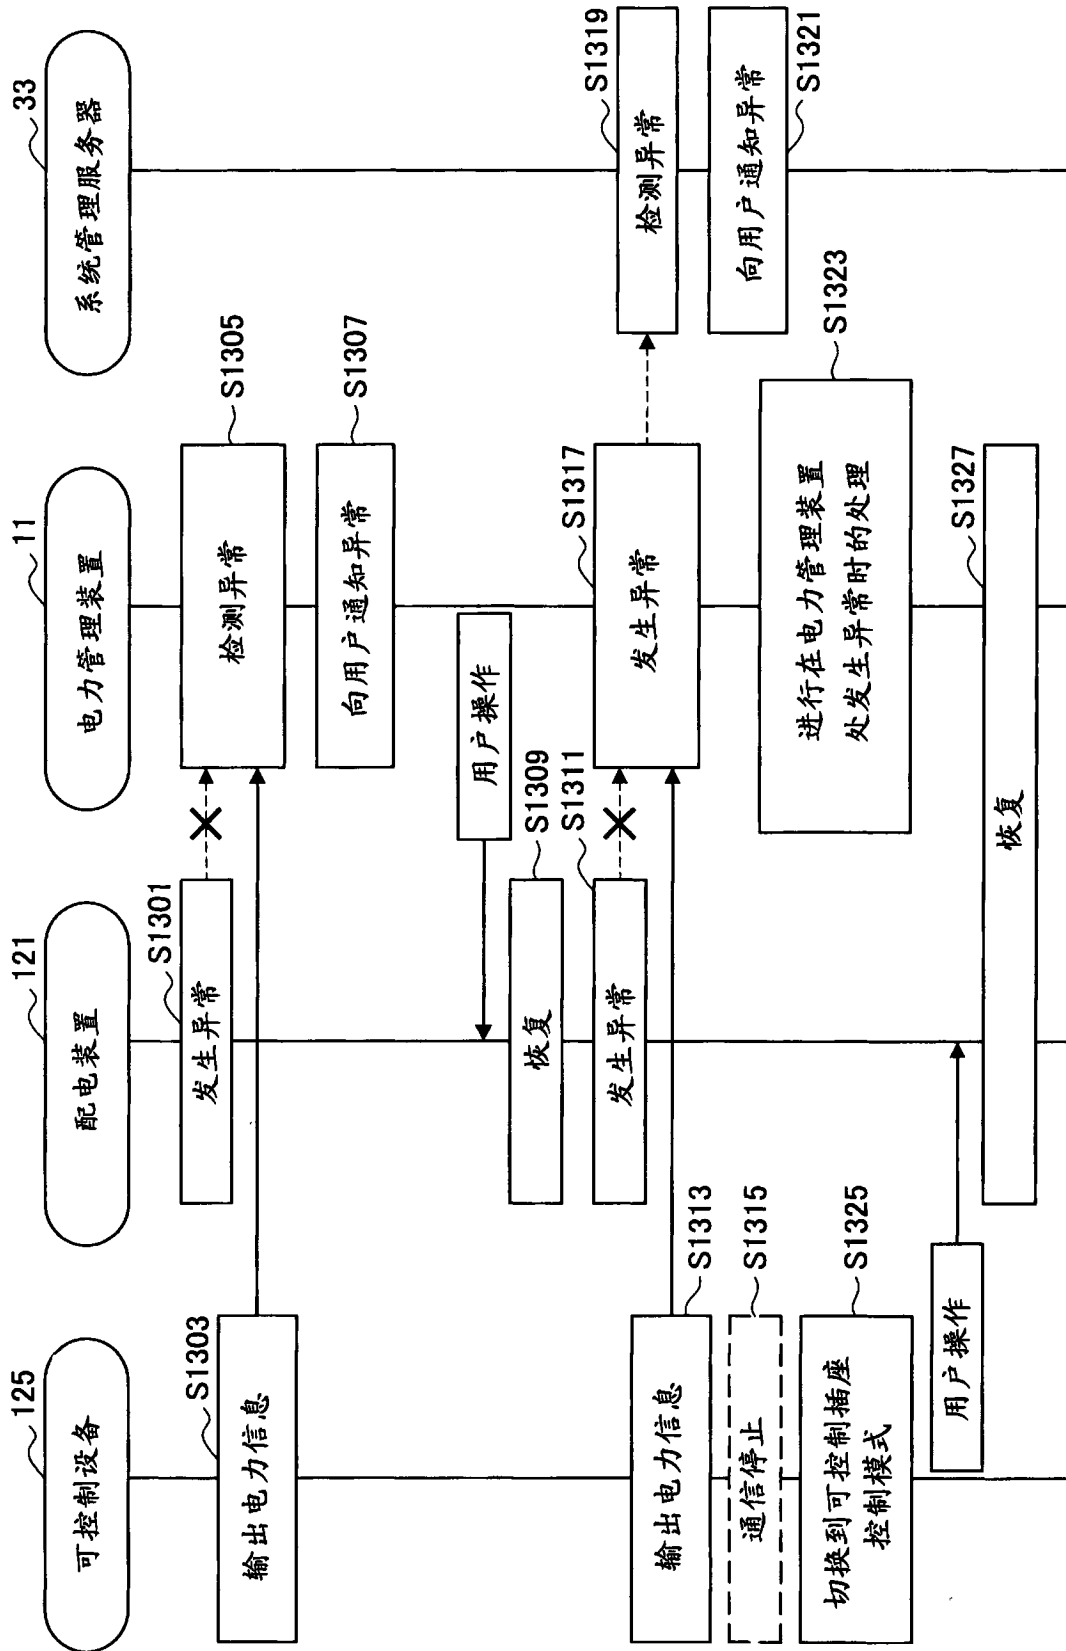 125
可控制设备
121
配电装置
11
电力管理装置
33
系统管理服务器
S1301
发生异常
S1303
输出电力信息
检测异常
S1305
向用户通知异常
S1307
用户操作
恢复
S1309
发生异常
S1311
输出电力信息
S1313
通信停止
S1315
发生异常
S1317
检测异常
S1319
向用户通知异常
S1321
进行在电力管理装置
处发生异常时的处理
S1323
切换到可控制插座
控制模式
S1325
用户操作
恢复
S1327